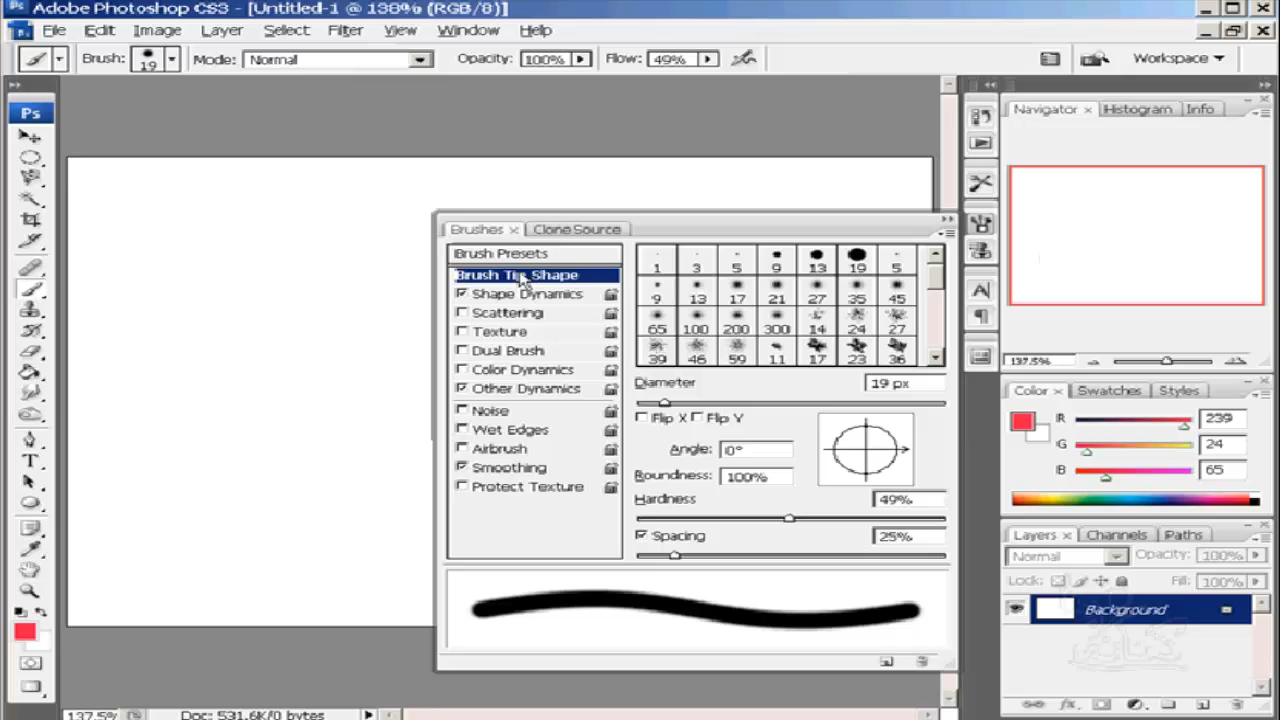 Adobe Photoshop CS3 - [Untitled-1 @ 138% (RGB/8)]
File Edit Image Layer Select Filter View Window Help
Brush: 19 Mode: Normal Opacity: 100% Flow: 49% Workspace
Ps
Navigator Histogram Info
137.5%
Color Swatches Styles
R 239
G 24
B 65
Layers Channels Paths
Normal Opacity: 100%
Lock: Fill: 100%
Background
Brushes Clone Source
Brush Presets
Brush Tip Shape
Shape Dynamics
Scattering
Texture
Dual Brush
Color Dynamics
Other Dynamics
Noise
Wet Edges
Airbrush
Smoothing
Protect Texture
1 3 5 9 13 19 5
9 13 17 21 27 35 45
65 100 200 300 14 24 27
39 46 59 11 17 23 36
Diameter 19 px
Flip X Flip Y
Angle: 0°
Roundness: 100%
Hardness 49%
Spacing 25%
137.5% Doc: 531.6K/0 bytes